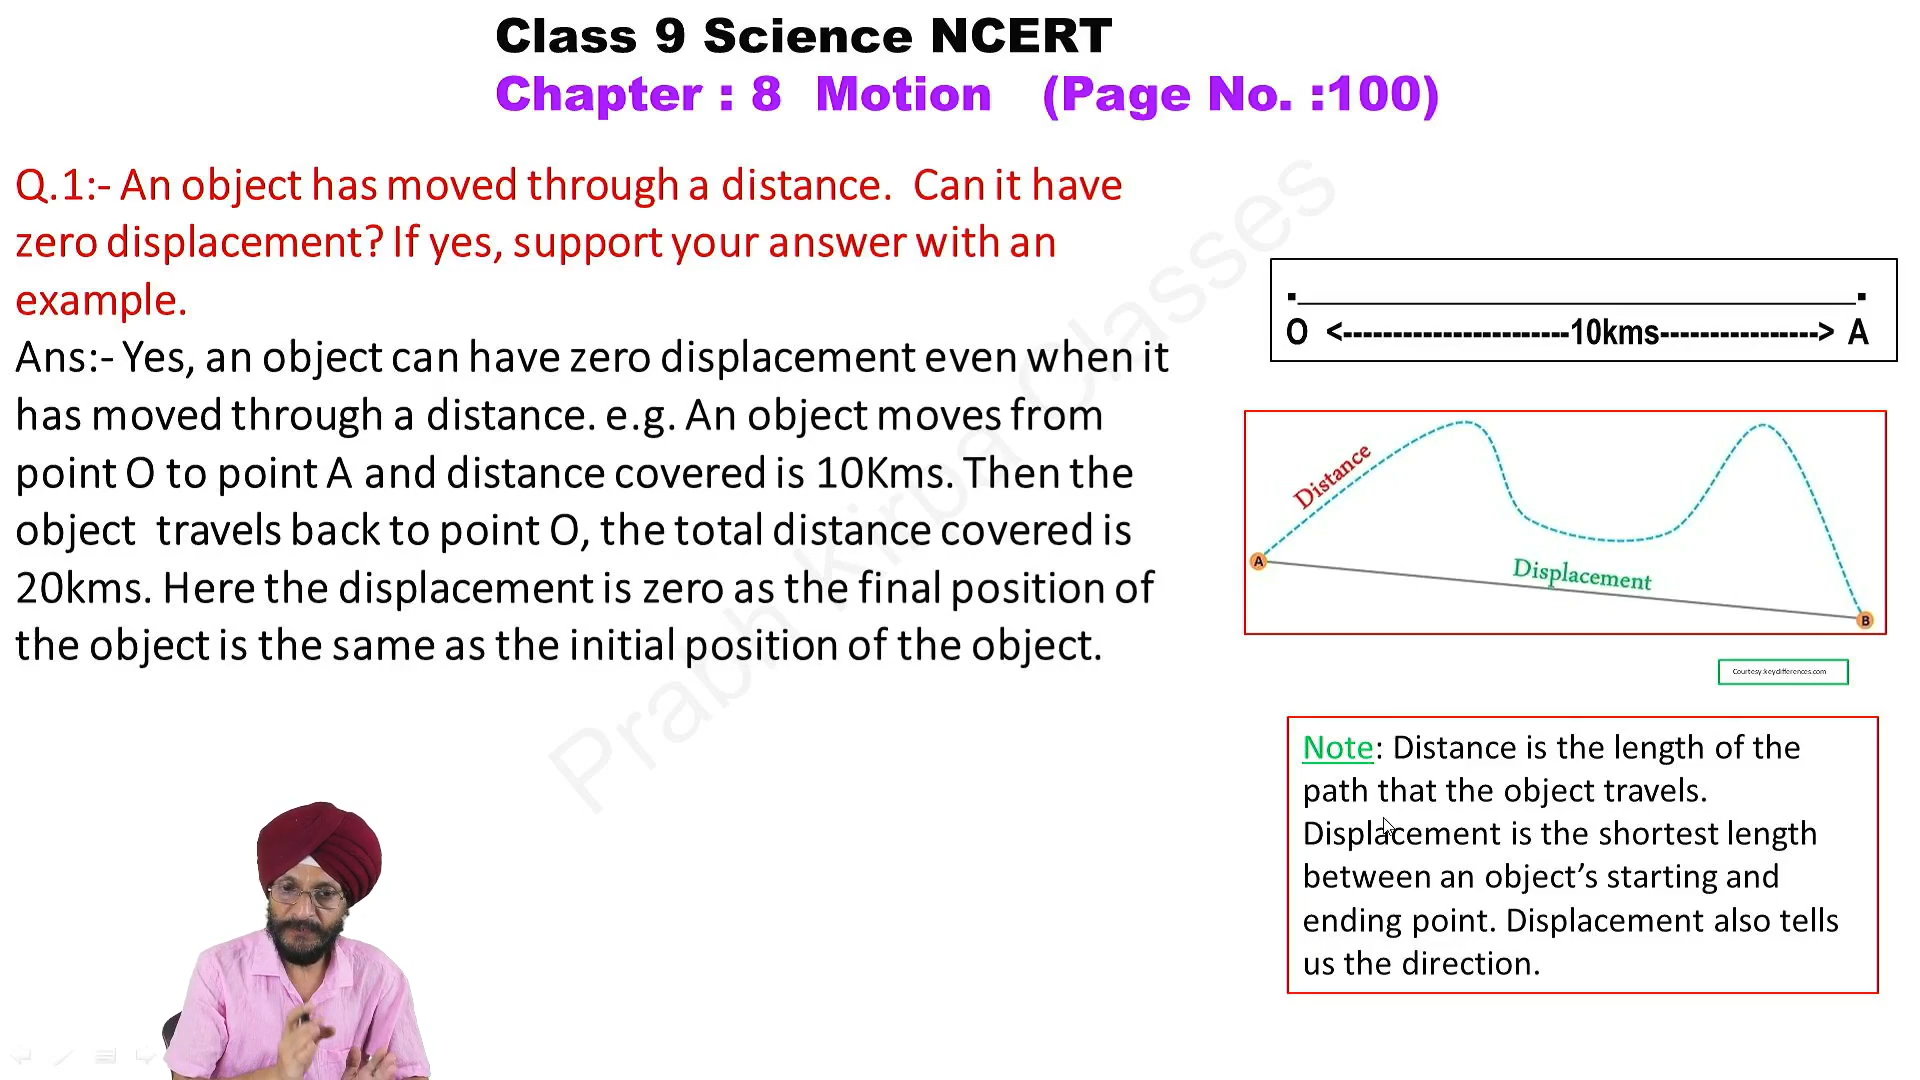 Class 9 Science NCERT
Chapter : 8 Motion (Page No. :100)
Q.1:- An object has moved through a distance. Can it have
zero displacement? If yes, support your answer with an
example.
Ans:- Yes, an object can have zero displacement even when it
has moved through a distance. e.g. An object moves from
point O to point A and distance covered is 10Kms. Then the
object travels back to point O, the total distance covered is
20kms. Here the displacement is zero as the final position of
the object is the same as the initial position of the object.
O <-----------------------10kms----------------> A
Distance
A
Displacement
B
Courtesy:keydifferences.com
Note: Distance is the length of the
path that the object travels.
Displacement is the shortest length
between an object’s starting and
ending point. Displacement also tells
us the direction.
Prabh Kirpa Classes